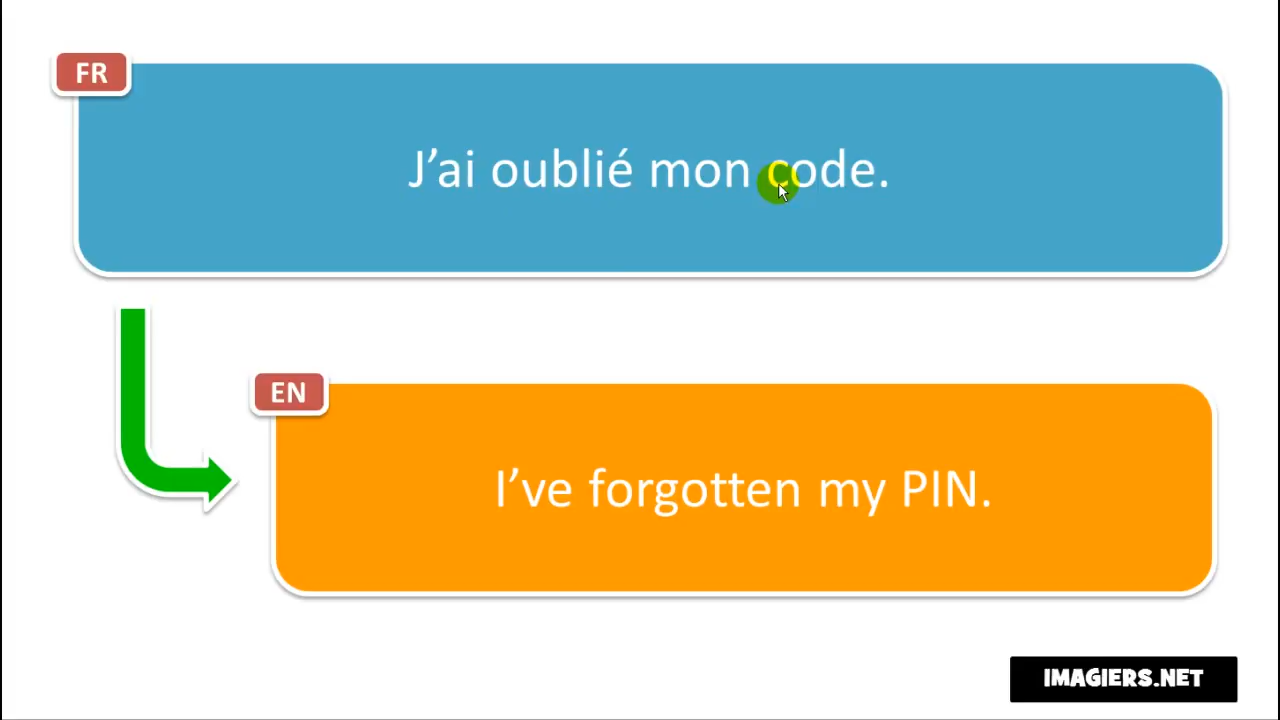 FR
J’ai oublié mon code.
EN
I’ve forgotten my PIN.
IMAGIERS.NET